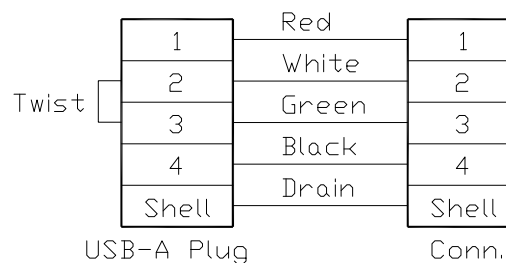 Red
1 1
White
2 2
Twist
Green
3 3
Black
4 4
Drain
Shell Shell
USB-A Plug Conn.